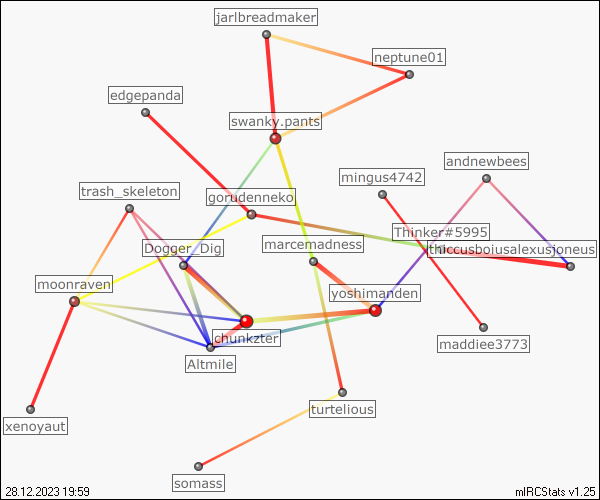 jarlbreadmaker
neptune01
edgepanda
swanky.pants
andnewbees
mingus4742
trash_skeleton
gorudenneko
Thinker#5995
marcemadness
Dogger_Dig
thiccusboiusalexusjoneus
moonraven
yoshimanden
chunkzter
maddiee3773
Altmile
turtelious
xenoyaut
somass
28.12.2023 19:59
mIRCStats v1.25